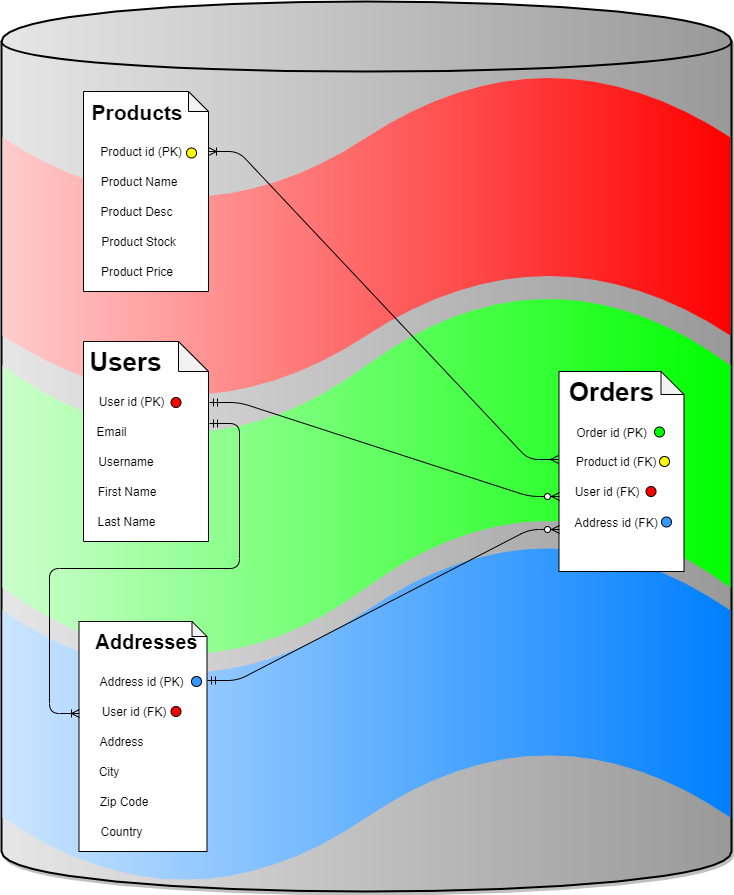 Products
Product id (PK)
Product Name
Product Desc
Product Stock
Product Price
Users
User id (PK)
Email
Username
First Name
Last Name
Orders
Order id (PK)
Product id (FK)
User id (FK)
Address id (FK)
Addresses
Address id (PK)
User id (FK)
Address
City
Zip Code
Country